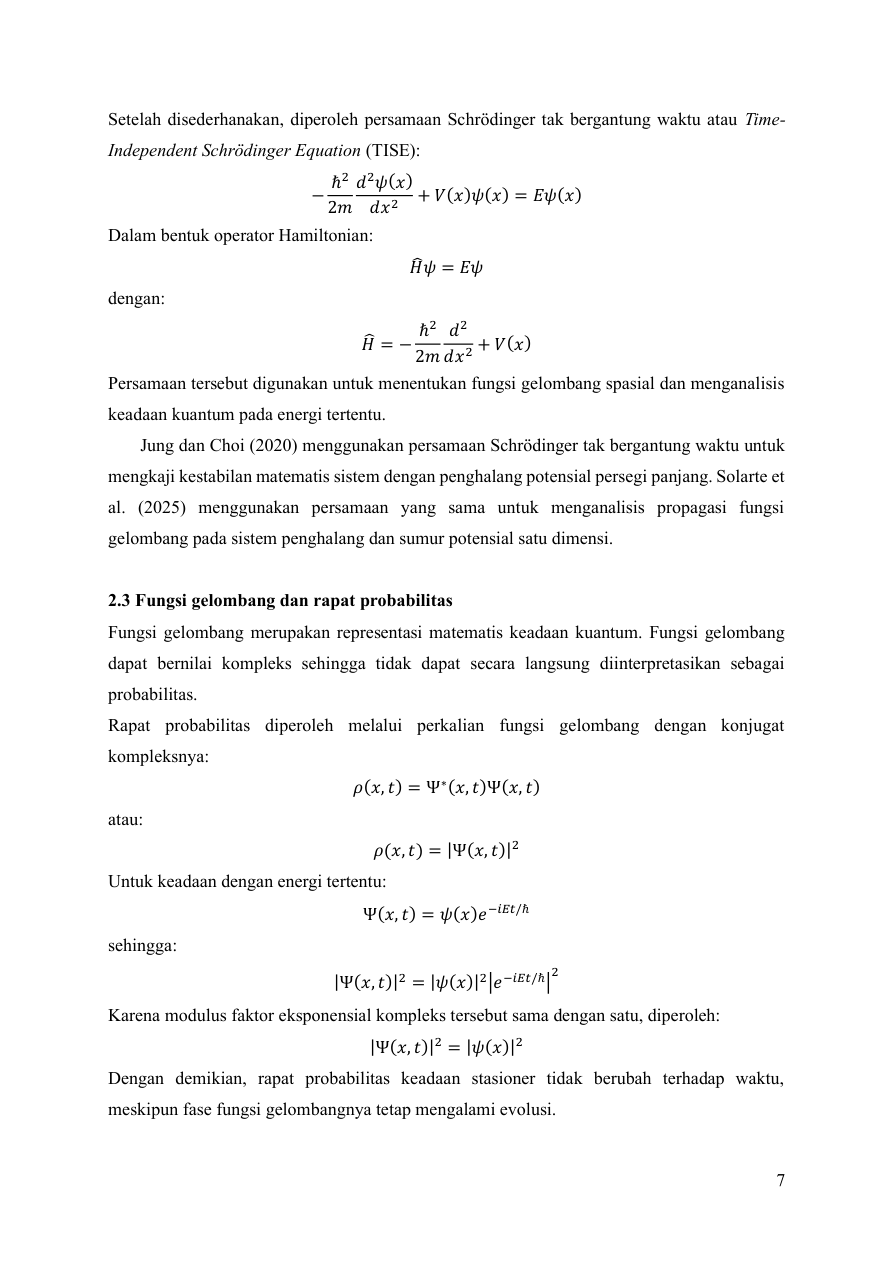 Setelah disederhanakan, diperoleh persamaan Schrödinger tak bergantung waktu atau Time-
Independent Schrödinger Equation (TISE):
−ℏ²/2m d²ψ(x)/dx² + V(x)ψ(x) = Eψ(x)
Dalam bentuk operator Hamiltonian:
Ĥψ = Eψ
dengan:
Ĥ = −ℏ²/2m d²/dx² + V(x)
Persamaan tersebut digunakan untuk menentukan fungsi gelombang spasial dan menganalisis
keadaan kuantum pada energi tertentu.
Jung dan Choi (2020) menggunakan persamaan Schrödinger tak bergantung waktu untuk
mengkaji kestabilan matematis sistem dengan penghalang potensial persegi panjang. Solarte et
al. (2025) menggunakan persamaan yang sama untuk menganalisis propagasi fungsi
gelombang pada sistem penghalang dan sumur potensial satu dimensi.
2.3 Fungsi gelombang dan rapat probabilitas
Fungsi gelombang merupakan representasi matematis keadaan kuantum. Fungsi gelombang
dapat bernilai kompleks sehingga tidak dapat secara langsung diinterpretasikan sebagai
probabilitas.
Rapat probabilitas diperoleh melalui perkalian fungsi gelombang dengan konjugat
kompleksnya:
ρ(x, t) = Ψ*(x, t)Ψ(x, t)
atau:
ρ(x, t) = |Ψ(x, t)|²
Untuk keadaan dengan energi tertentu:
Ψ(x, t) = ψ(x)e^−iEt/ℏ
sehingga:
|Ψ(x, t)|² = |ψ(x)|²|e^−iEt/ℏ|²
Karena modulus faktor eksponensial kompleks tersebut sama dengan satu, diperoleh:
|Ψ(x, t)|² = |ψ(x)|²
Dengan demikian, rapat probabilitas keadaan stasioner tidak berubah terhadap waktu,
meskipun fase fungsi gelombangnya tetap mengalami evolusi.
7